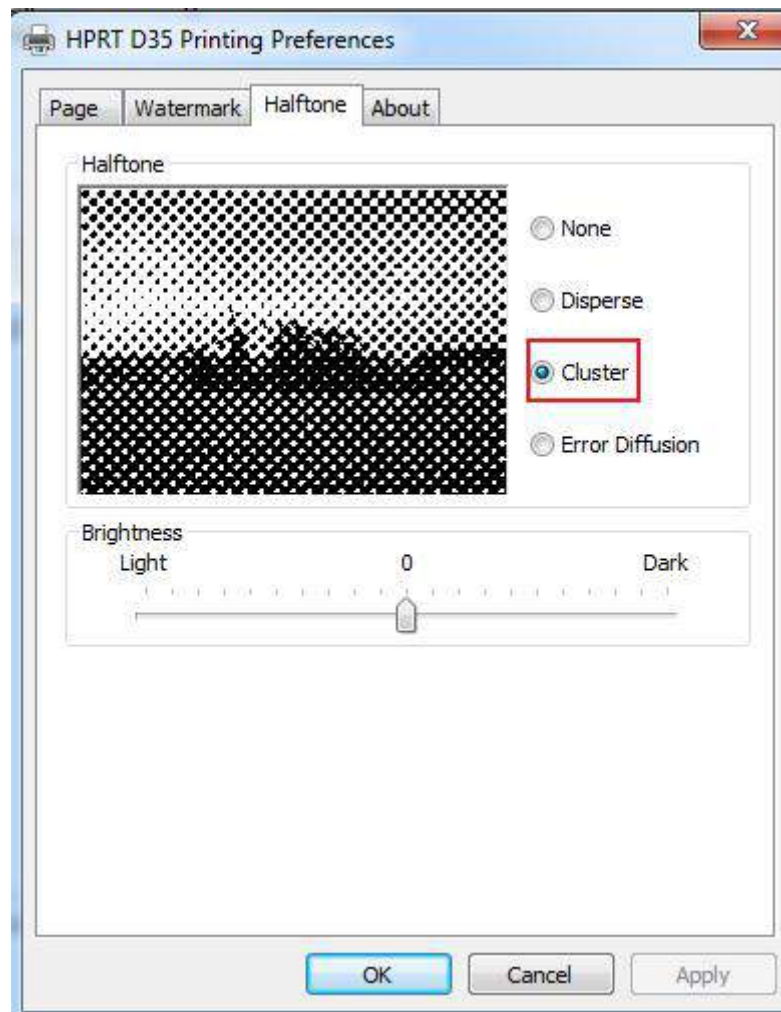 HPRT D35 Printing Preferences
Page Watermark Halftone About
Halftone
None
Disperse
Cluster
Error Diffusion
Brightness
Light 0 Dark
OK Cancel Apply